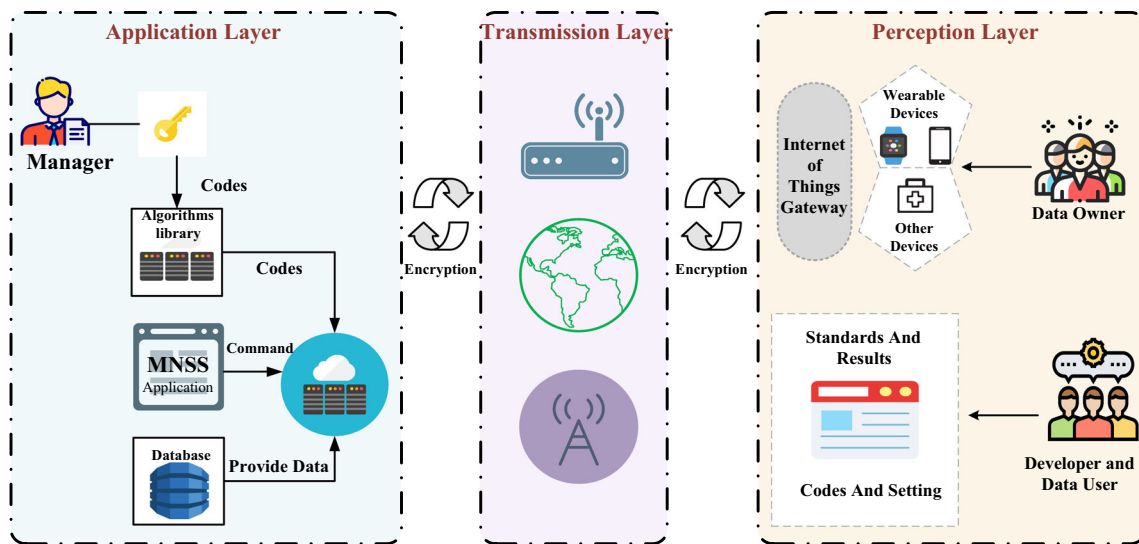 Application Layer
Manager
Codes
Algorithms
library
Codes
MNSS
Application
Command
Database
Provide Data
Encryption
Transmission Layer
Encryption
Perception Layer
Internet
of
Things
Gateway
Wearable
Devices
Other
Devices
Data Owner
Standards And
Results
Codes And Setting
Developer and
Data User